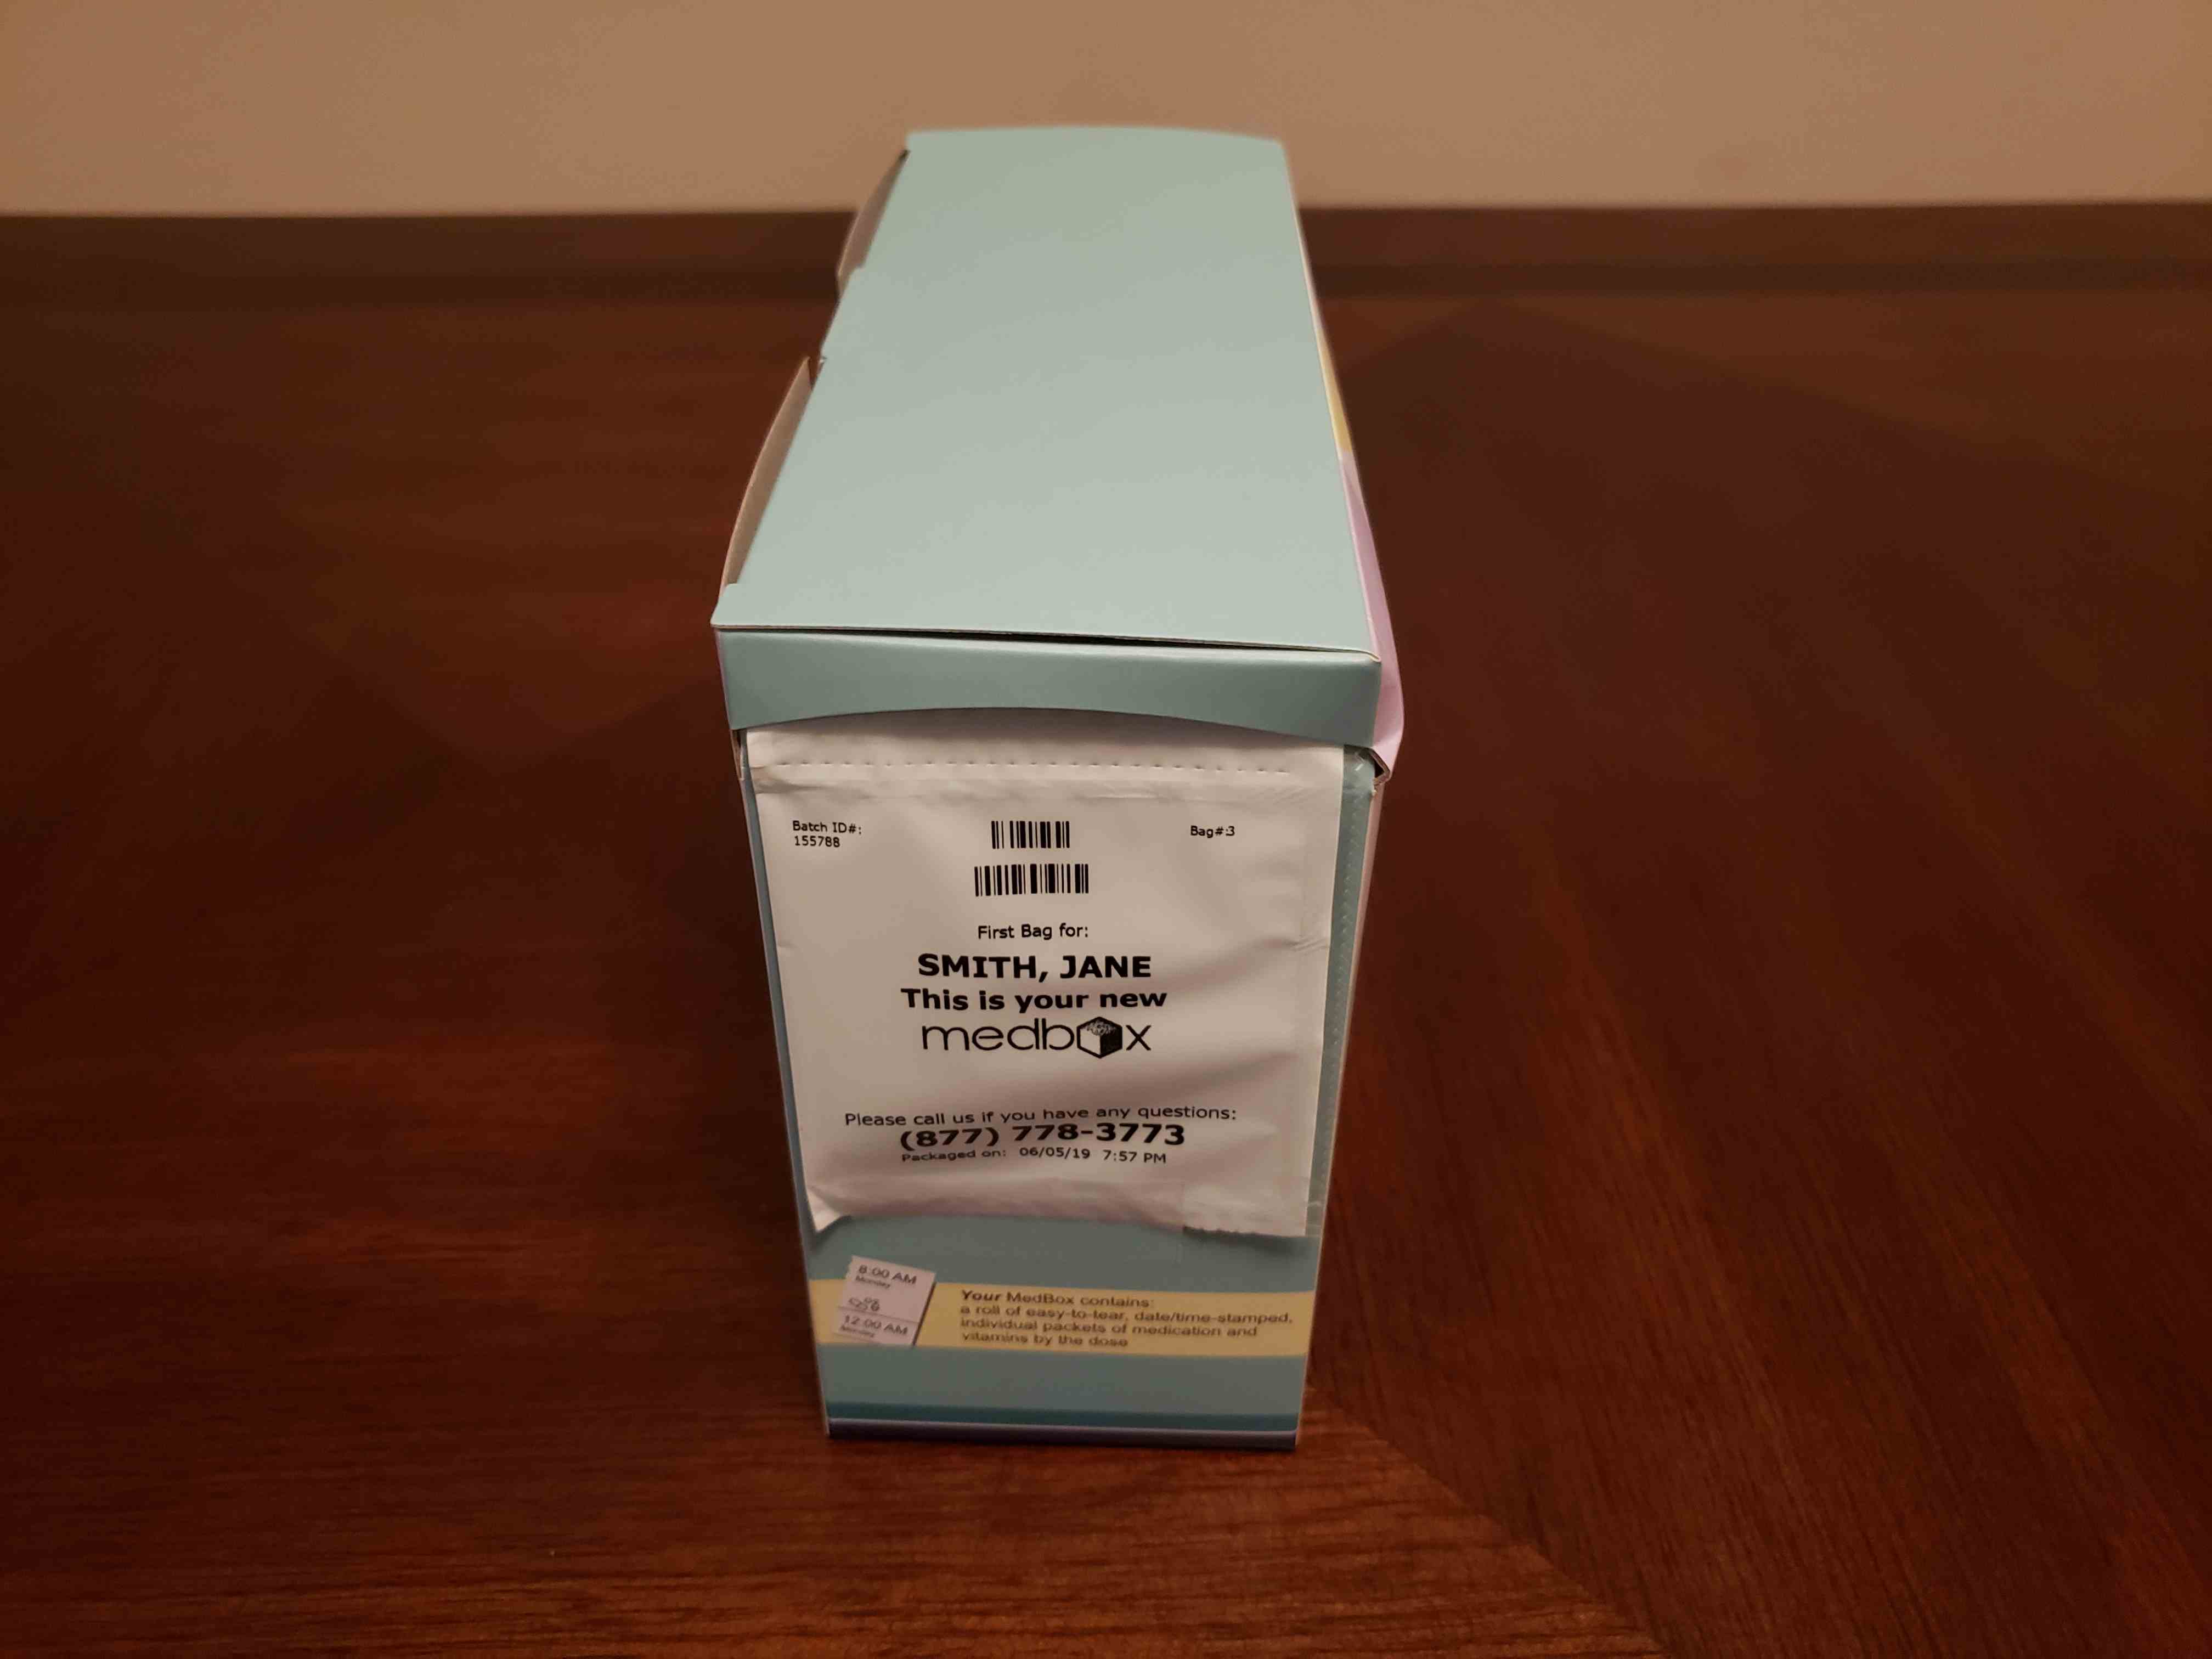 Batch ID#:
155788
Bag#:3
First Bag for:
SMITH, JANE
This is your new
medbox
Please call us if you have any questions:
(877) 778-3773
Packaged on: 06/05/19 7:57 PM
8:00 AM
Monday
12:00 AM
Monday
Your MedBox contains:
a roll of easy-to-tear, date/time-stamped,
individual packets of medication and
vitamins by the dose